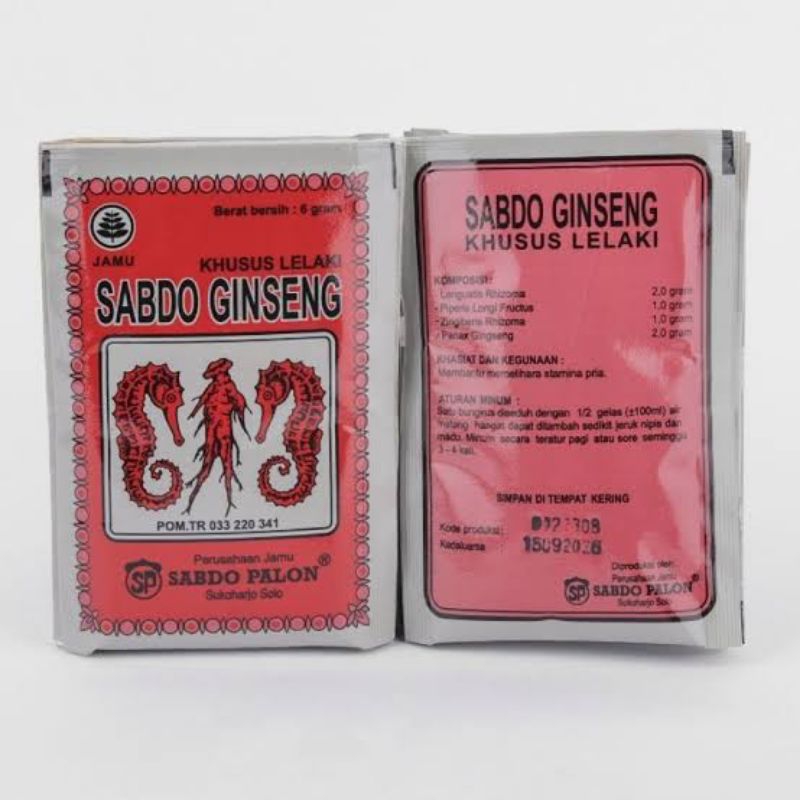 Berat bersih : 6 gram
JAMU
KHUSUS LELAKI
SABDO GINSENG
POM.TR 033 220 341
Perusahaan Jamu
SP SABDO PALON®
Sukoharjo Solo
SABDO GINSENG
KHUSUS LELAKI
KOMPOSISI :
- Languatis Rhizoma 2,0 gram
- Piperis Longi Fructus 1,0 gram
- Zingiberis Rhizoma 1,0 gram
- Panax Gingseng 2,0 gram
KHASIAT DAN KEGUNAAN :
Membantu memelihara stamina pria.
ATURAN MINUM :
Satu bungkus diseduh dengan 1/2 gelas (±100ml) air
matang hangat dapat ditambah sedikit jeruk nipis dan
madu. Minum secara teratur pagi atau sore seminggu
3 - 4 kali.
SIMPAN DI TEMPAT KERING
Kode produksi :
Kadaluarsa 15092026
Diproduksi oleh :
Perusahaan Jamu
SP SABDO PALON®
Sukoharjo Solo